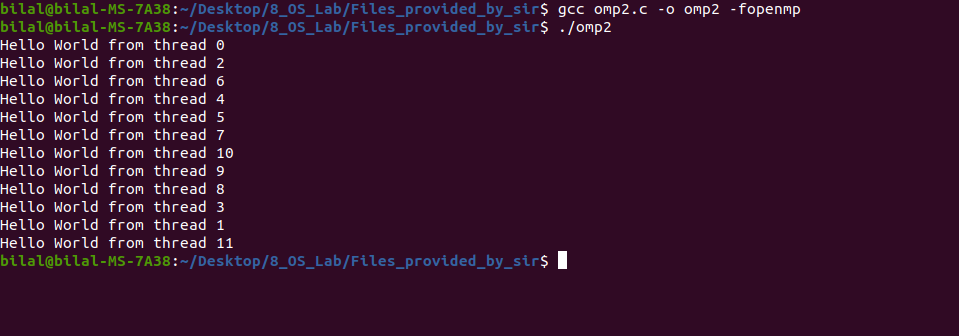 bilal@bilal-MS-7A38:~/Desktop/8_OS_Lab/Files_provided_by_sir$ gcc omp2.c -o omp2 -fopenmp
bilal@bilal-MS-7A38:~/Desktop/8_OS_Lab/Files_provided_by_sir$ ./omp2
Hello World from thread 0
Hello World from thread 2
Hello World from thread 6
Hello World from thread 4
Hello World from thread 5
Hello World from thread 7
Hello World from thread 10
Hello World from thread 9
Hello World from thread 8
Hello World from thread 3
Hello World from thread 1
Hello World from thread 11
bilal@bilal-MS-7A38:~/Desktop/8_OS_Lab/Files_provided_by_sir$